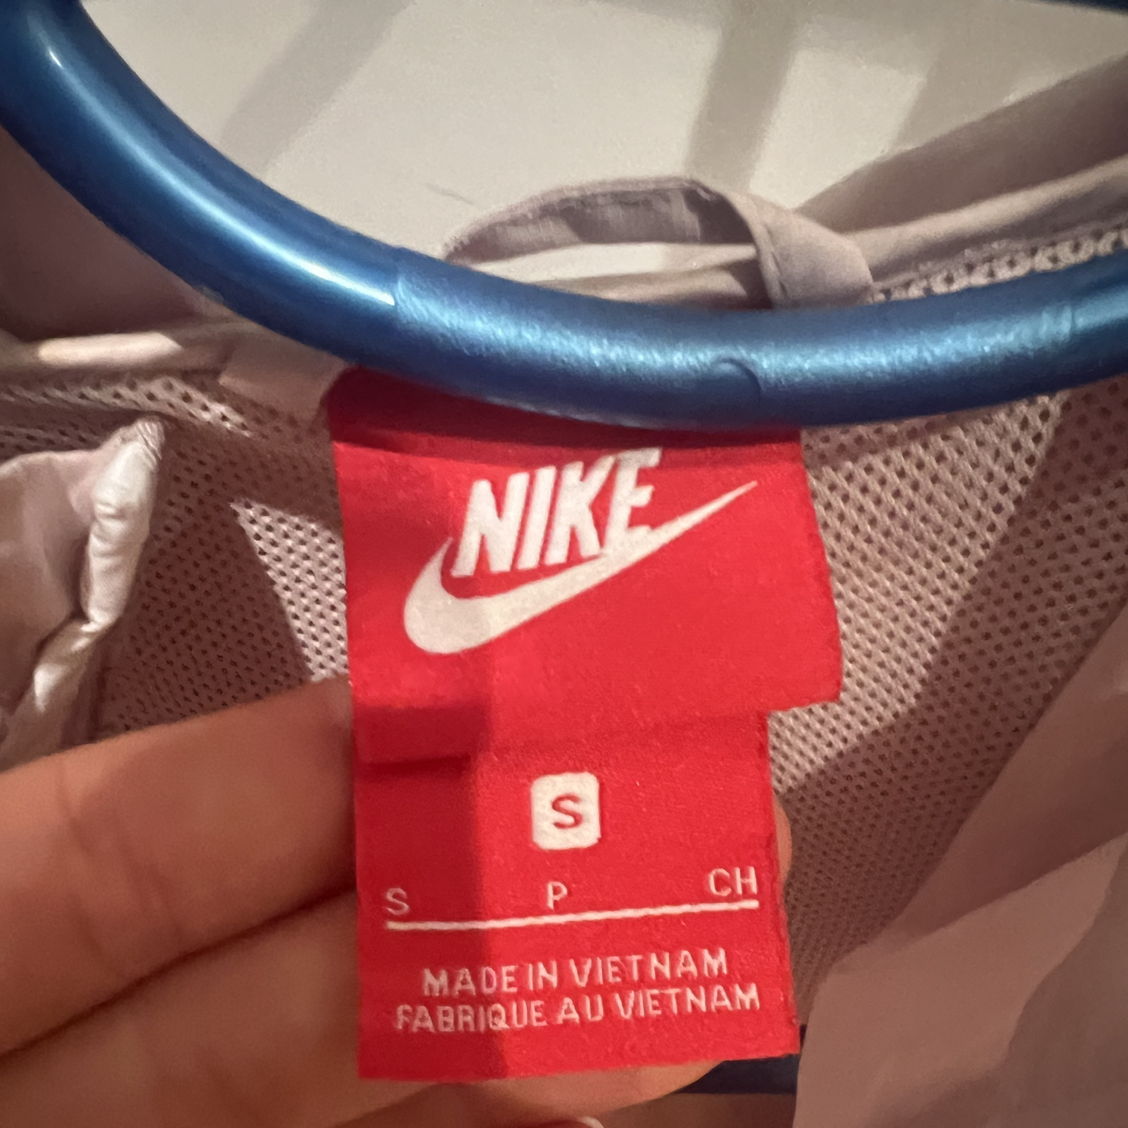 NIKE
S
S P CH
MADE IN VIETNAM
FABRIQUE AU VIETNAM